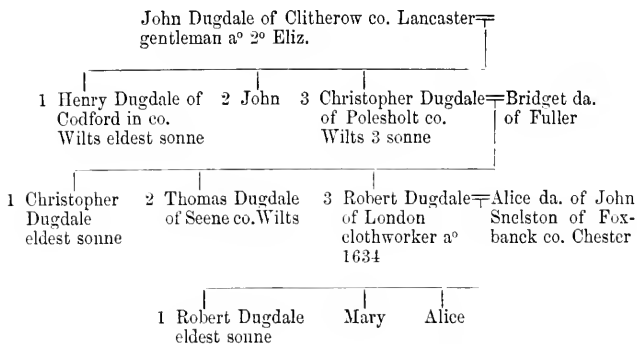 John Dugdale of Clitherow co. Lancaster
gentleman aº 2º Eliz.
1 Henry Dugdale of
Codford in co.
Wilts eldest sonne
2 John
3 Christopher Dugdale
of Polesholt co.
Wilts 3 sonne
Bridget da.
of Fuller
1 Christopher
Dugdale
eldest sonne
2 Thomas Dugdale
of Seene co. Wilts
3 Robert Dugdale
of London
clothworker aº
1634
Alice da. of John
Snelston of Fox-
banck co. Chester
1 Robert Dugdale
eldest sonne
Mary
Alice